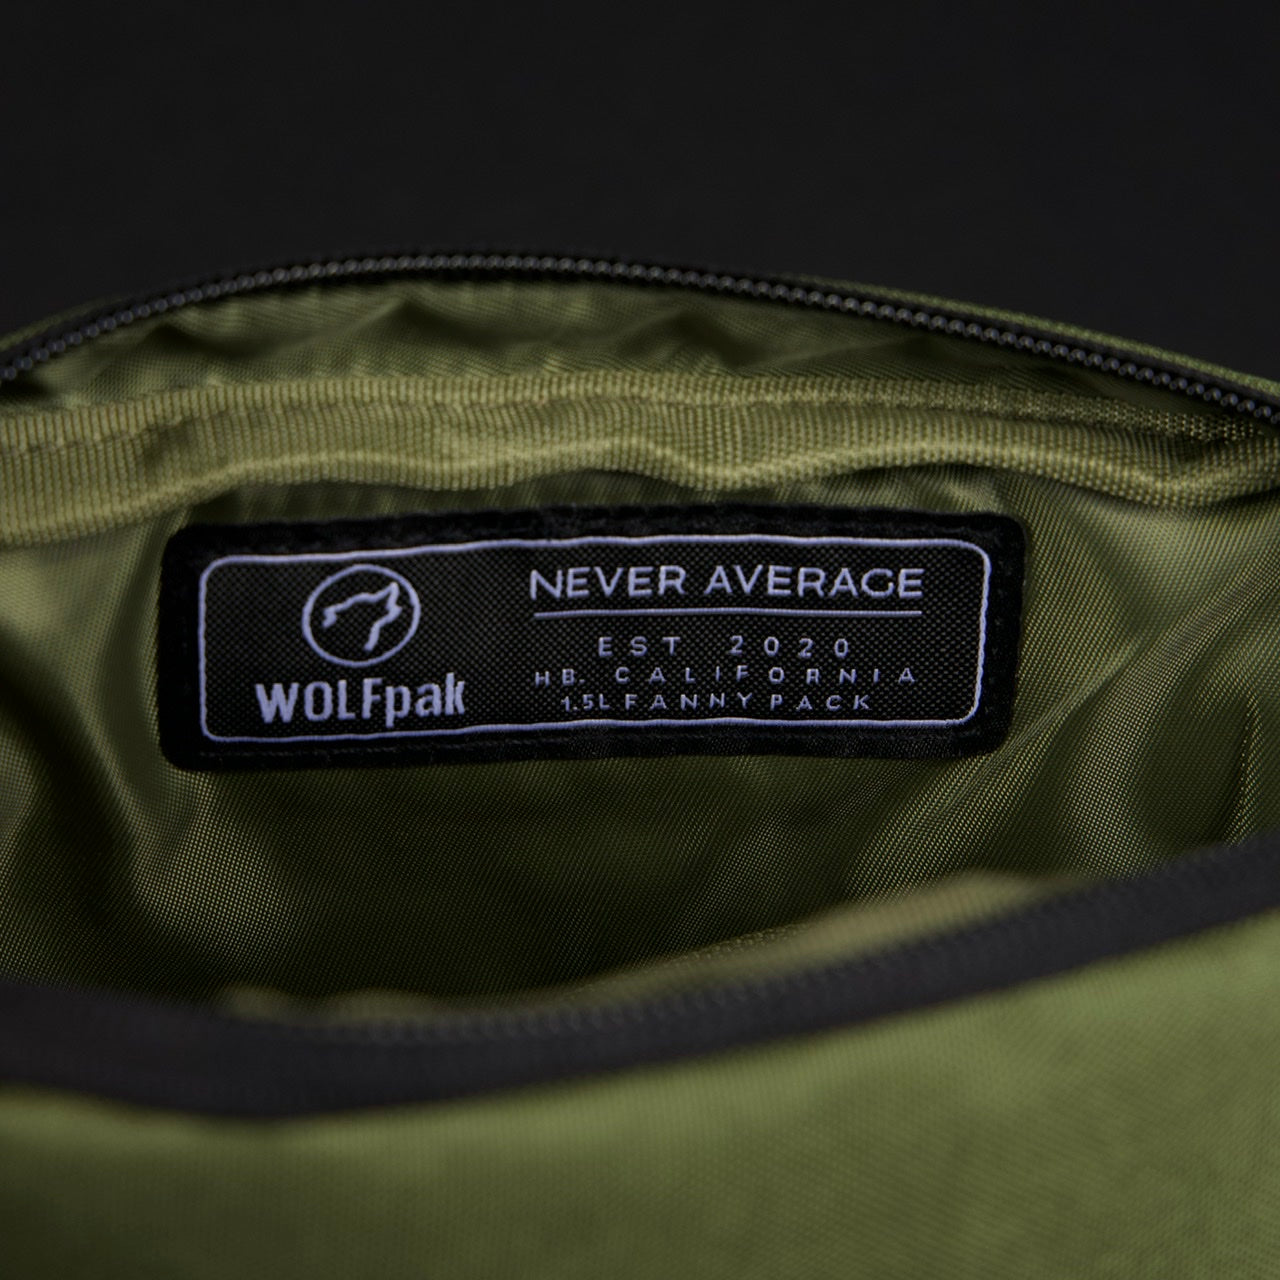 WOLFpak
NEVER AVERAGE
EST 2020
HB. CALIFORNIA
1.5L FANNY PACK